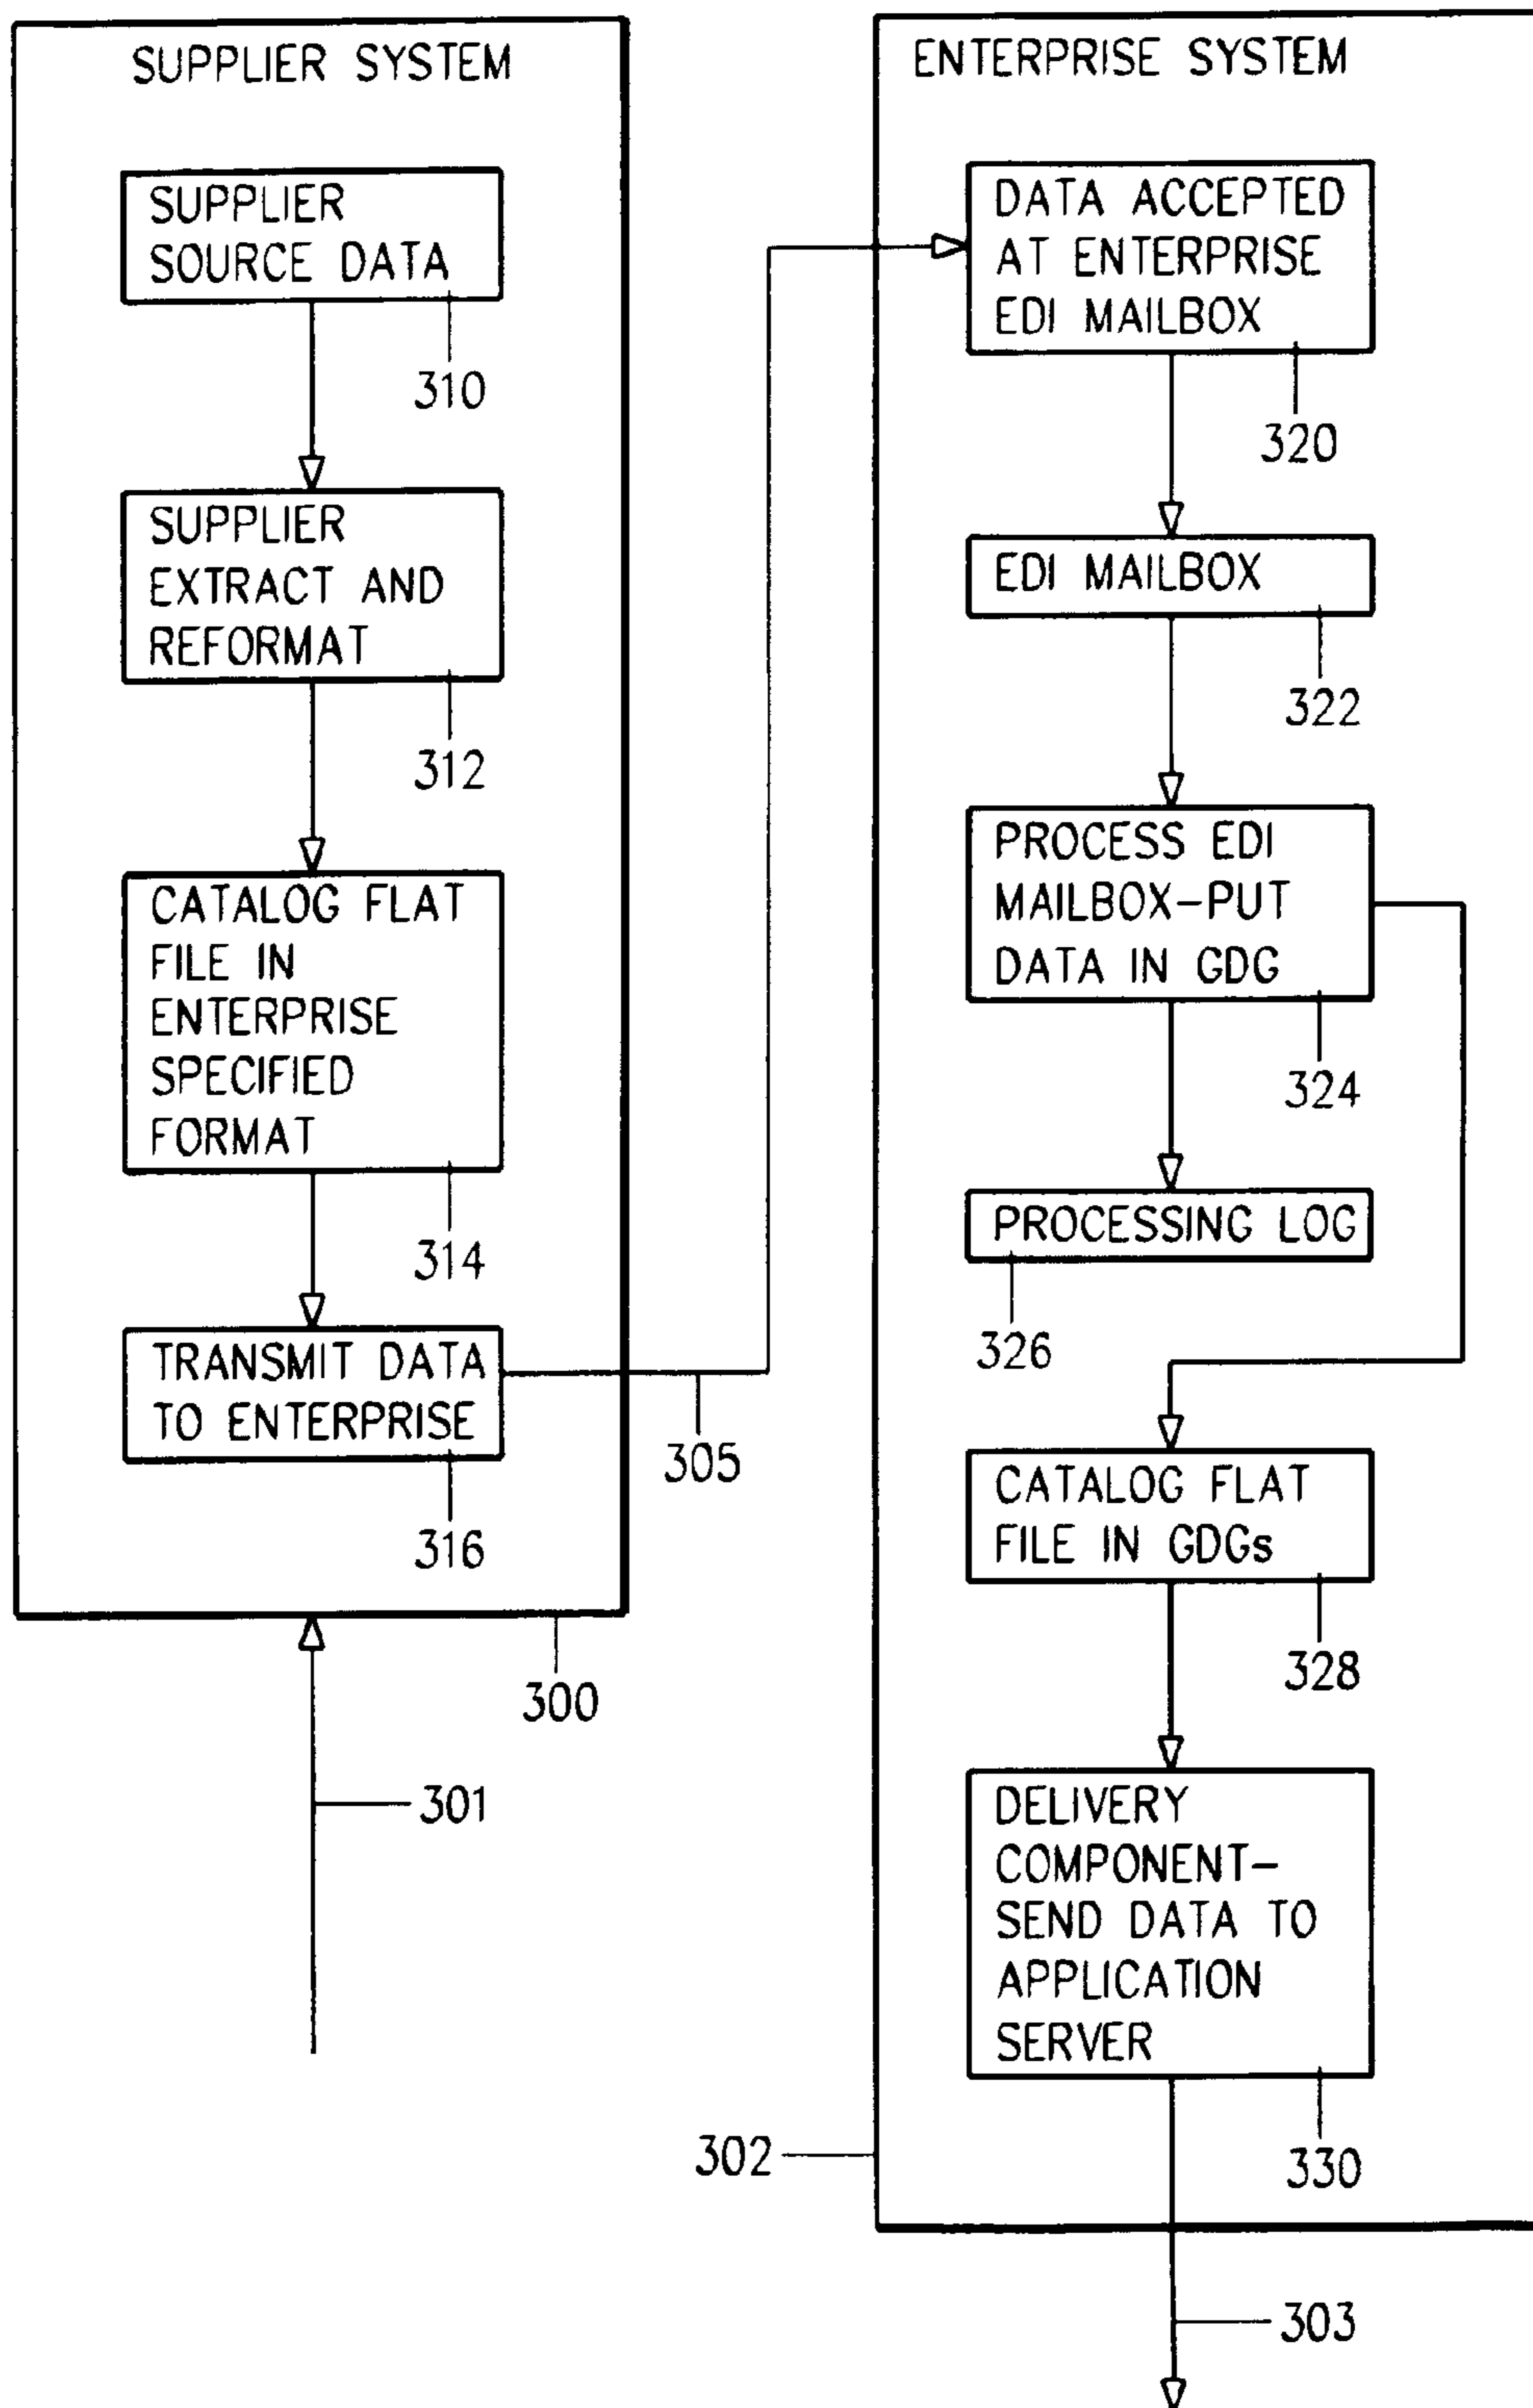 SUPPLIER SYSTEM
SUPPLIER
SOURCE DATA
310
SUPPLIER
EXTRACT AND
REFORMAT
312
CATALOG FLAT
FILE IN
ENTERPRISE
SPECIFIED
FORMAT
314
TRANSMIT DATA
TO ENTERPRISE
316
305
300
301
ENTERPRISE SYSTEM
DATA ACCEPTED
AT ENTERPRISE
EDI MAILBOX
320
EDI MAILBOX
322
PROCESS EDI
MAILBOX-PUT
DATA IN GDG
324
PROCESSING LOG
326
CATALOG FLAT
FILE IN GDGs
328
DELIVERY
COMPONENT-
SEND DATA TO
APPLICATION
SERVER
330
302
303